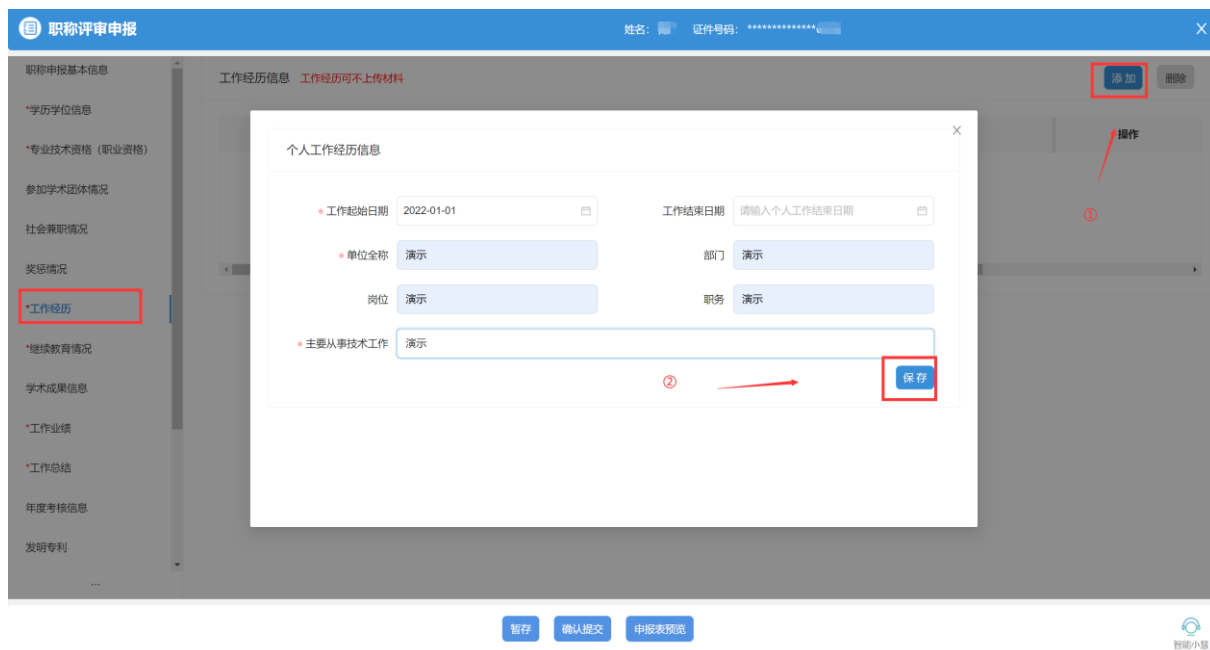 职称评审申报
姓名： 证件号码：**************
X
职称申报基本信息
*学历学位信息
*专业技术资格（职业资格）
参加学术团体情况
社会兼职情况
奖惩情况
*工作经历
*继续教育情况
学术成果信息
*工作业绩
*工作总结
年度考核信息
发明专利
...
工作经历信息 工作经历可不上传材料
添加 删除
操作
①
个人工作经历信息
X
*工作起始日期 2022-01-01 工作结束日期 请输入个人工作结束日期
*单位全称 演示 部门 演示
岗位 演示 职务 演示
*主要从事技术工作 演示
② 保存
暂存 确认提交 申报表预览
智能小慧